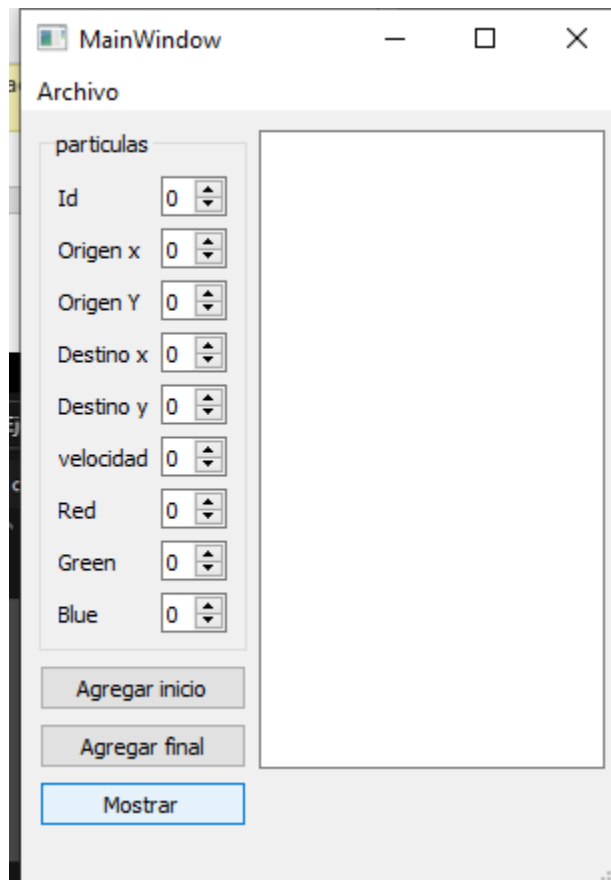 MainWindow
Archivo
particulas
Id 0
Origen x 0
Origen Y 0
Destino x 0
Destino y 0
velocidad 0
Red 0
Green 0
Blue 0
Agregar inicio
Agregar final
Mostrar